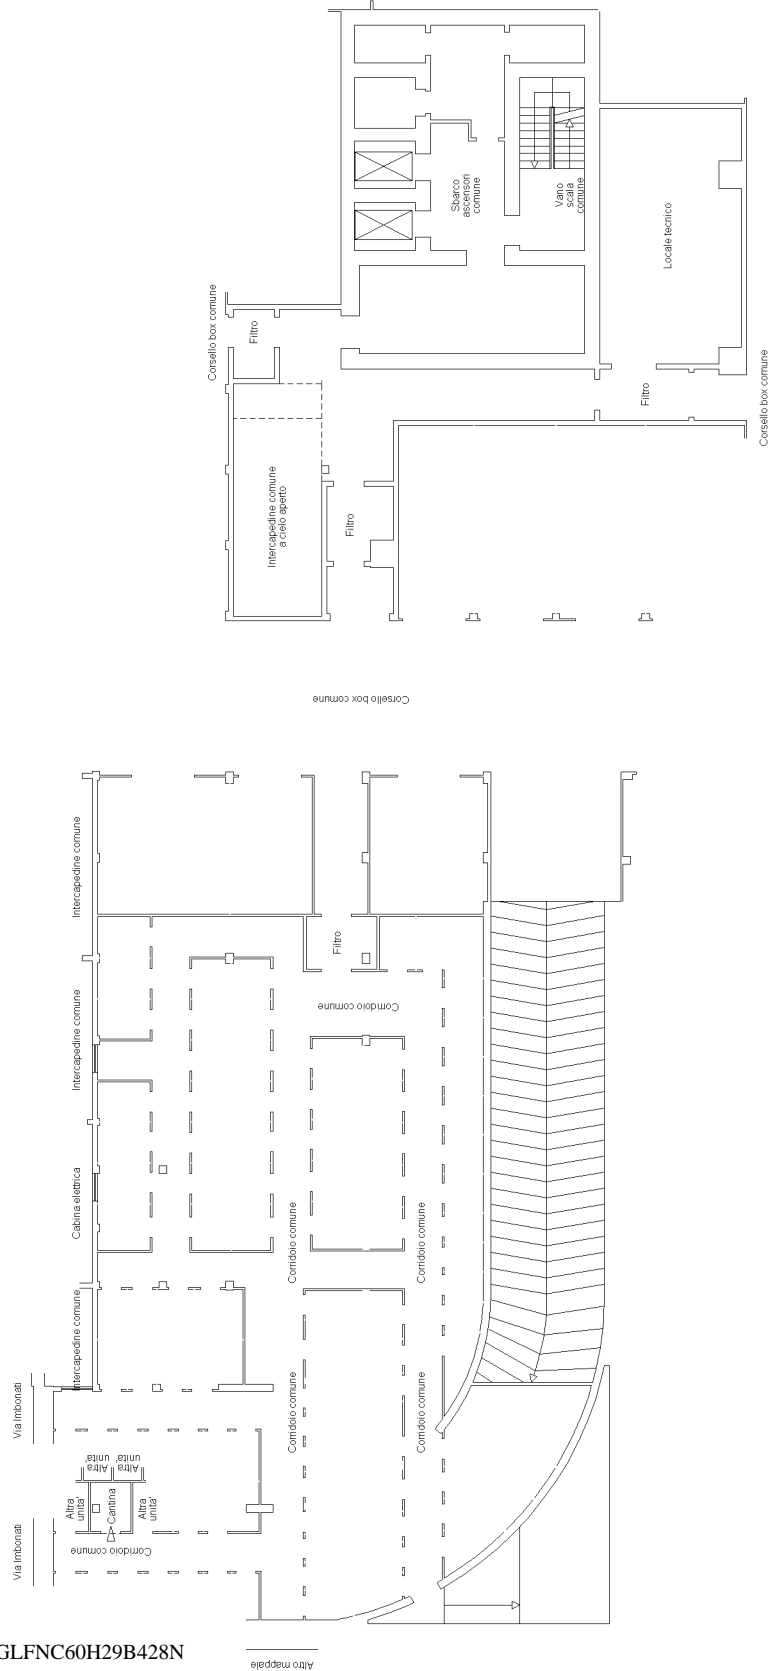 Sbarco
ascensori
comune
Vano
scala
comune
Locale tecnico
Corsello box comune
Filtro
Filtro
Corsello box comune
Intercapedine comune
a cielo aperto
Filtro
Corsello box comune
Intercapedine comune
Filtro
Corridoio comune
Intercapedine comune
Cabina elettrica
Corridoio comune
Corridoio comune
Intercapedine comune
Corridoio comune
Corridoio comune
Via Imbonati
Altra
unita'
Altra
unita'
Altra
unita'
Cantina
Altra
unita'
Via Imbonati
Corridoio comune
GLFNC60H29B428N
Altro mappale